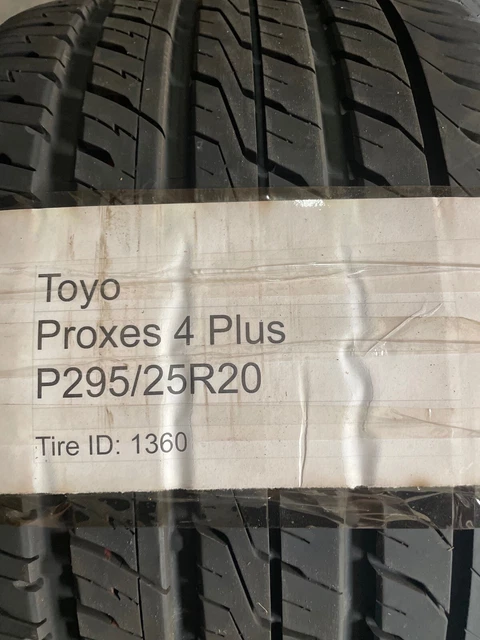 Toyo
Proxes 4 Plus
P295/25R20
Tire ID: 1360